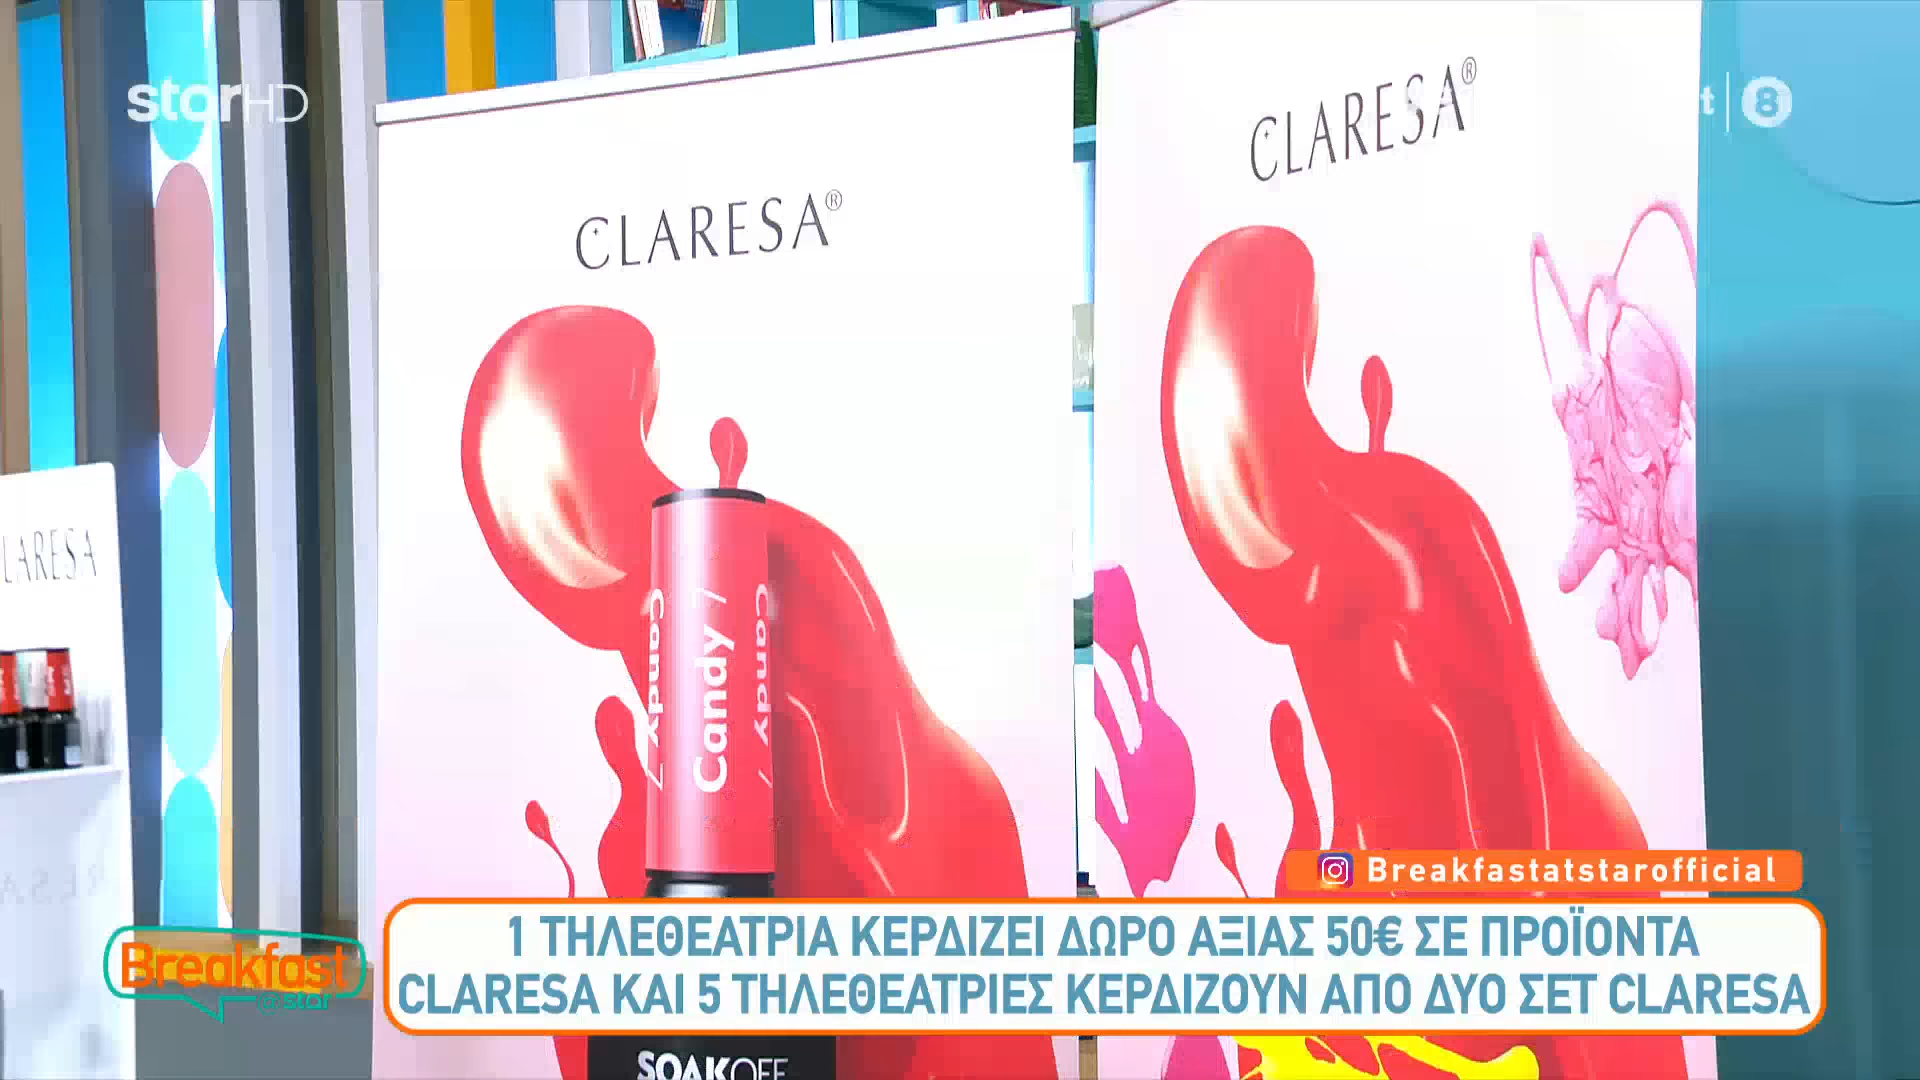 starHD
t | 8
CLARESA®
CLARESA®
LARESA
Candy 7
Candy 7
Candy 7
Breakfastatstarofficial
1 ΤΗΛΕΘΕΑΤΡΙΑ ΚΕΡΔΙΖΕΙ ΔΩΡΟ ΑΞΙΑΣ 50€ ΣΕ ΠΡΟΪΟΝΤΑ
CLARESA ΚΑΙ 5 ΤΗΛΕΘΕΑΤΡΙΕΣ ΚΕΡΔΙΖΟΥΝ ΑΠΟ ΔΥΟ ΣΕΤ CLARESA
Breakfast
@star
SOAKOFF